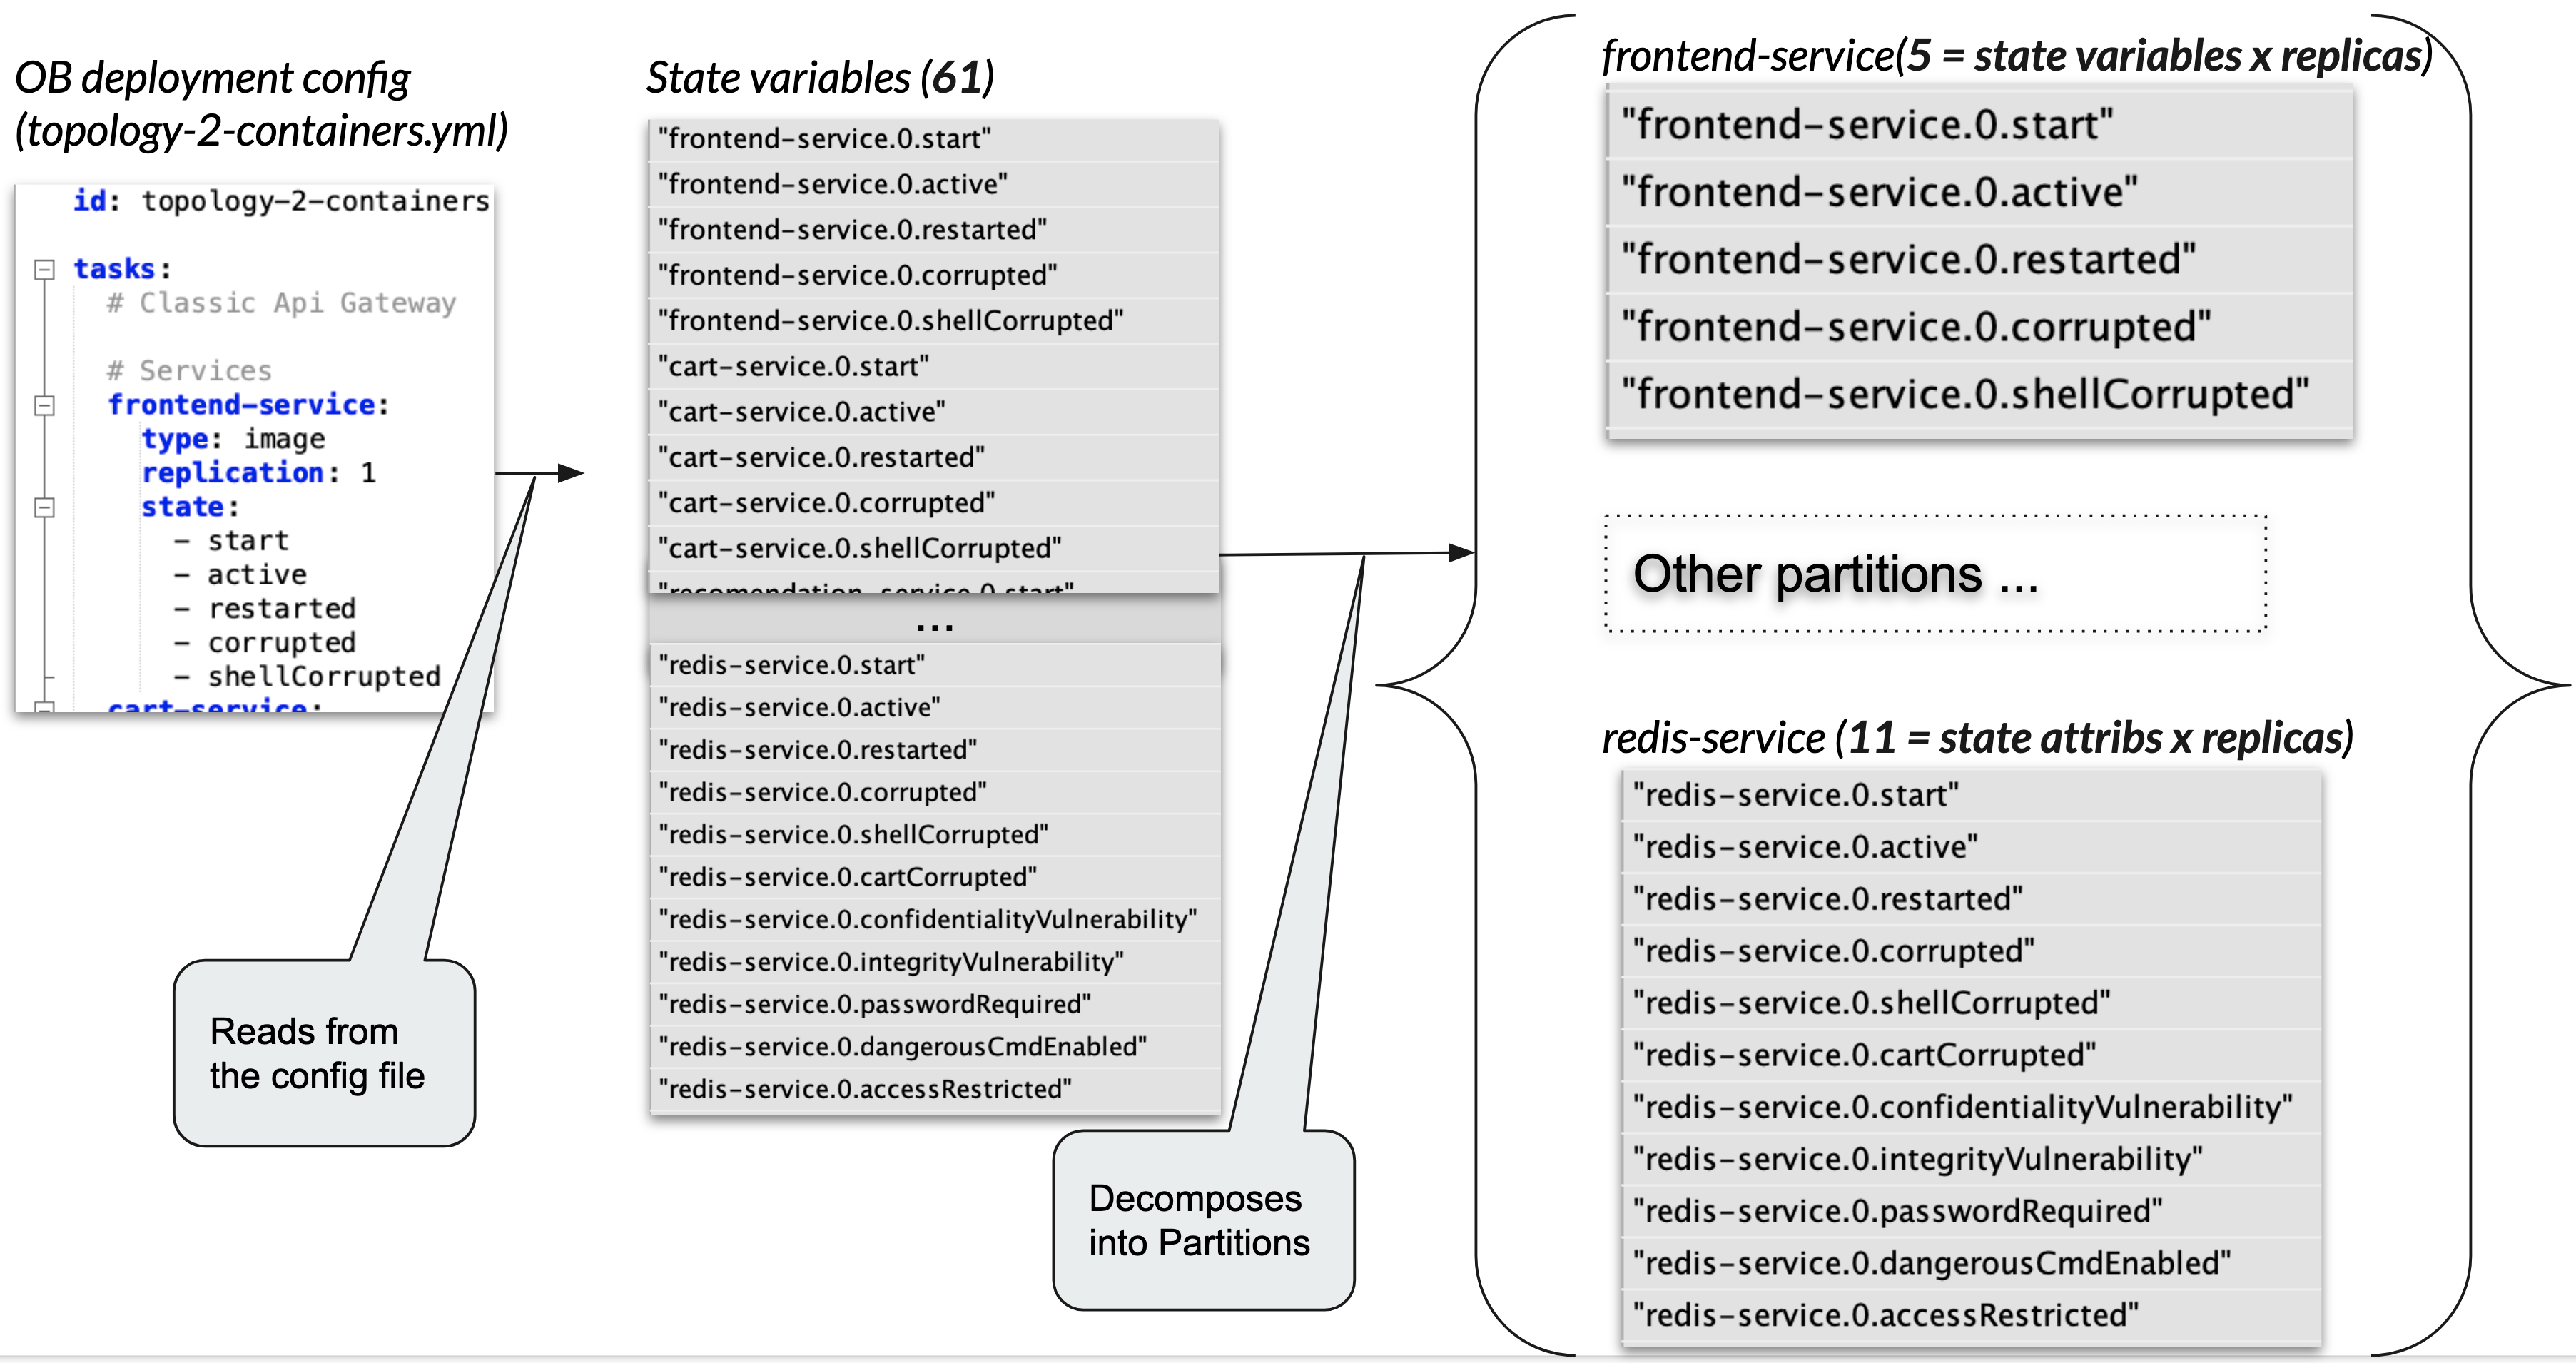 OB deployment config
(topology-2-containers.yml)
id: topology-2-containers
tasks:
# Classic Api Gateway
# Services
frontend-service:
type: image
replication: 1
state:
- start
- active
- restarted
- corrupted
- shellCorrupted
cart-service:
Reads from
the config file
State variables (61)
"frontend-service.0.start"
"frontend-service.0.active"
"frontend-service.0.restarted"
"frontend-service.0.corrupted"
"frontend-service.0.shellCorrupted"
"cart-service.0.start"
"cart-service.0.active"
"cart-service.0.restarted"
"cart-service.0.corrupted"
"cart-service.0.shellCorrupted"
"recomendation-service.0.start"
...
"redis-service.0.start"
"redis-service.0.active"
"redis-service.0.restarted"
"redis-service.0.corrupted"
"redis-service.0.shellCorrupted"
"redis-service.0.cartCorrupted"
"redis-service.0.confidentialityVulnerability"
"redis-service.0.integrityVulnerability"
"redis-service.0.passwordRequired"
"redis-service.0.dangerousCmdEnabled"
"redis-service.0.accessRestricted"
Decomposes
into Partitions
frontend-service(5 = state variables x replicas)
"frontend-service.0.start"
"frontend-service.0.active"
"frontend-service.0.restarted"
"frontend-service.0.corrupted"
"frontend-service.0.shellCorrupted"
Other partitions ...
redis-service (11 = state attribs x replicas)
"redis-service.0.start"
"redis-service.0.active"
"redis-service.0.restarted"
"redis-service.0.corrupted"
"redis-service.0.shellCorrupted"
"redis-service.0.cartCorrupted"
"redis-service.0.confidentialityVulnerability"
"redis-service.0.integrityVulnerability"
"redis-service.0.passwordRequired"
"redis-service.0.dangerousCmdEnabled"
"redis-service.0.accessRestricted"